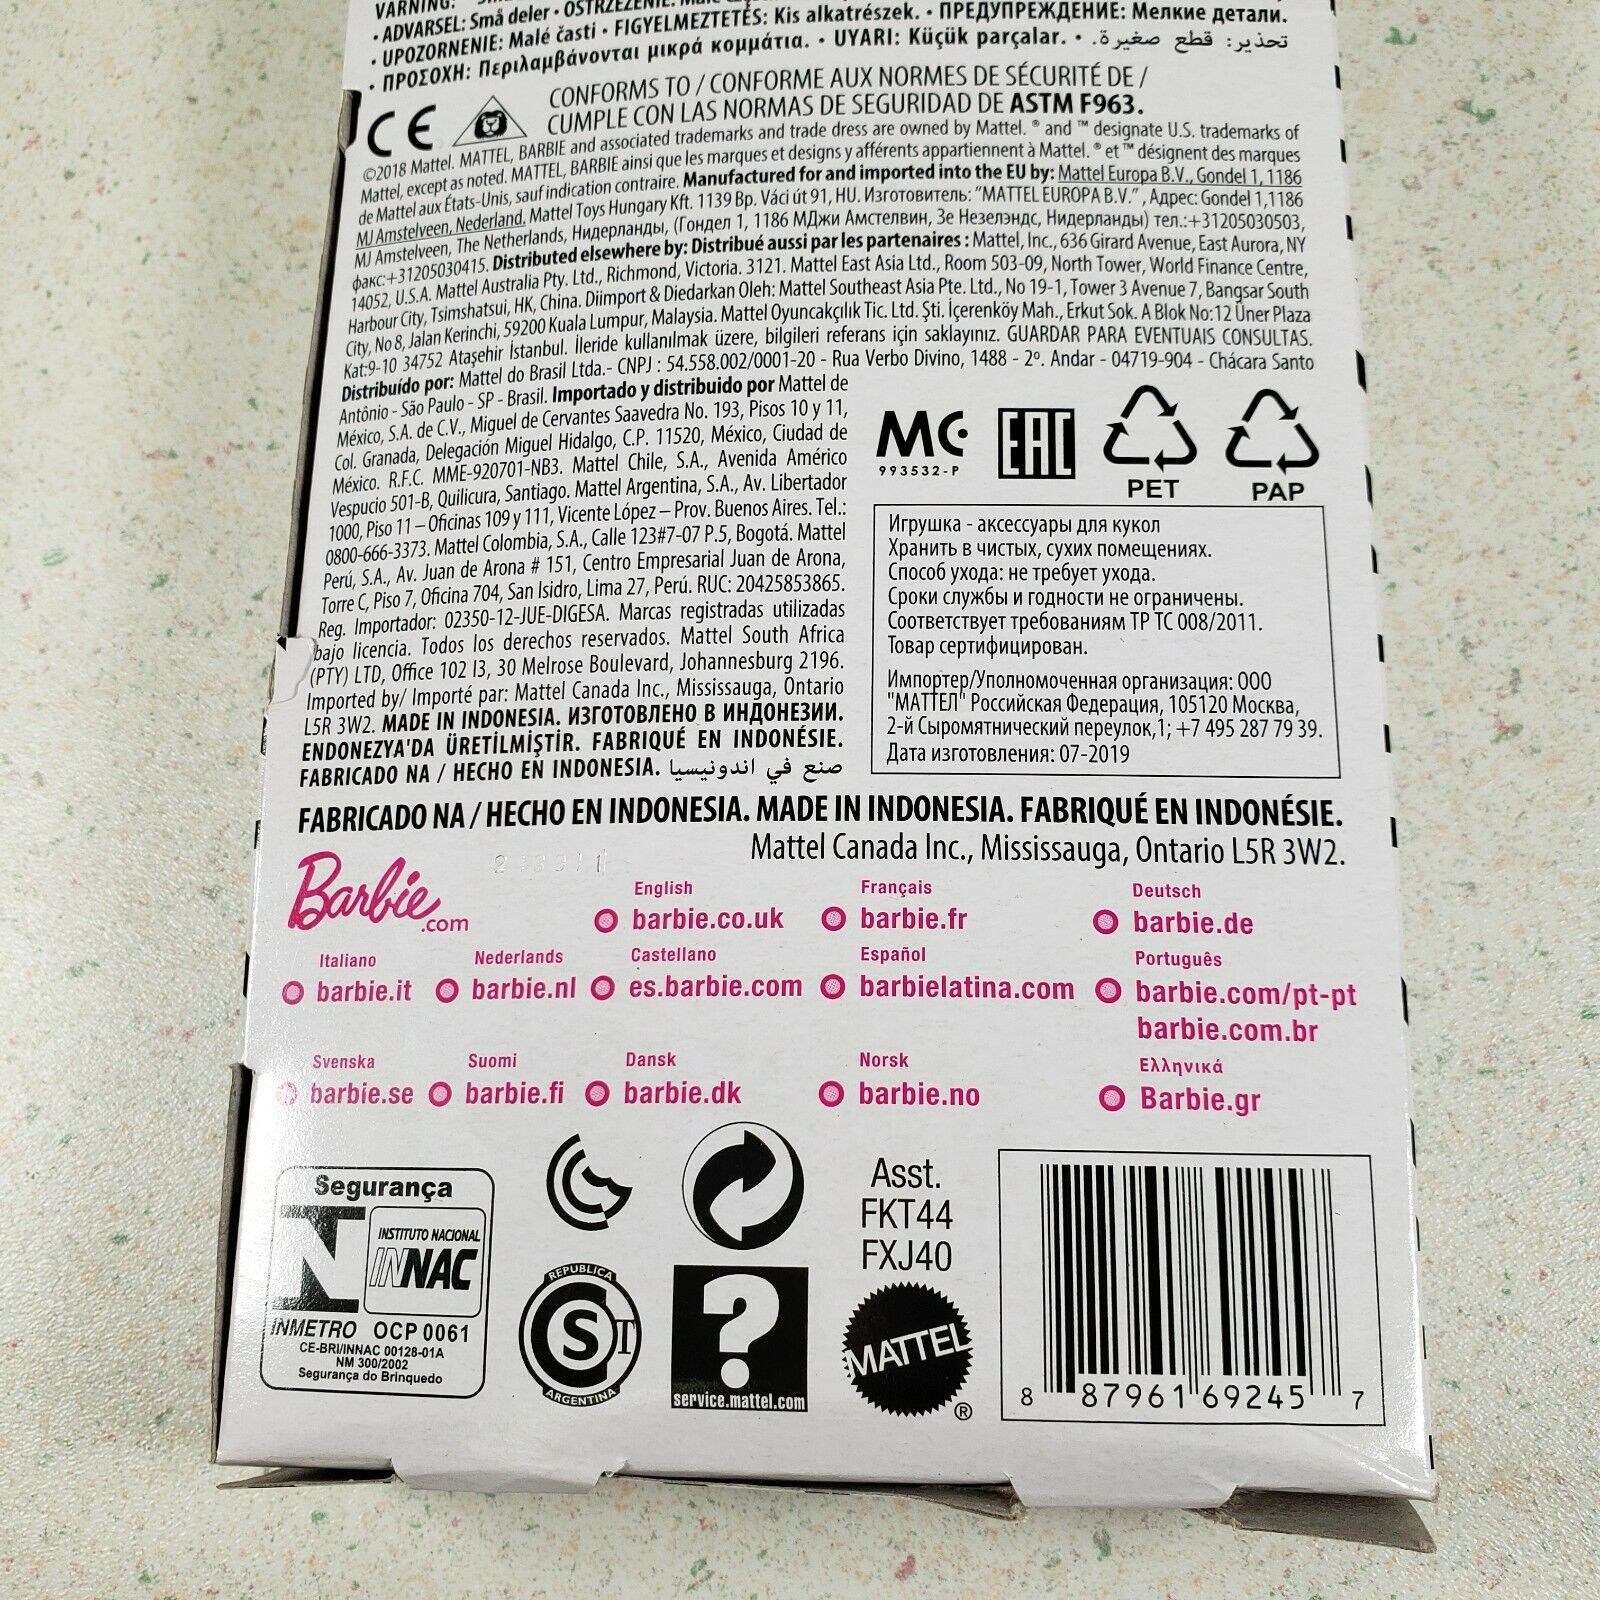 VARNING:
• ADVARSEL: Små deler • OSTRZEŻENIE:
• UPOZORNENIE: Malé časti • FIGYELMEZTETÉS: Kis alkatrészek. • ПРЕДУПРЕЖДЕНИЕ: Мелкие детали.
• ΠΡΟΣΟΧΗ: Περιλαμβάνονται μικρά κομμάτια. • UYARI: Küçük parçalar. • تحذير: قطع صغيرة.
CE
CONFORMS TO / CONFORME AUX NORMES DE SÉCURITÉ DE /
CUMPLE CON LAS NORMAS DE SEGURIDAD DE ASTM F963.
©2018 Mattel. MATTEL, BARBIE and associated trademarks and trade dress are owned by Mattel. ® and ™ designate U.S. trademarks of
Mattel, except as noted. MATTEL, BARBIE ainsi que les marques et designs y afférents appartiennent à Mattel. ® et ™ désignent des marques
de Mattel aux États-Unis, sauf indication contraire. Manufactured for and imported into the EU by: Mattel Europa B.V., Gondel 1, 1186
MJ Amstelveen, Nederland. Mattel Toys Hungary Kft. 1139 Bp. Váci út 91, HU. Изготовитель: "MATTEL EUROPA B.V.", Адрес: Gondel 1,1186
MJ Amstelveen, The Netherlands, Нидерланды, (Гондел 1, 1186 МДжи Амстелвин, Зе Незелэндс, Нидерланды) тел.:+31205030503,
факс:+31205030415. Distributed elsewhere by: Distribué aussi par les partenaires : Mattel, Inc., 636 Girard Avenue, East Aurora, NY
14052, U.S.A. Mattel Australia Pty. Ltd., Richmond, Victoria. 3121. Mattel East Asia Ltd., Room 503-09, North Tower, World Finance Centre,
Harbour City, Tsimshatsui, HK, China. Diimport & Diedarkan Oleh: Mattel Southeast Asia Pte. Ltd., No 19-1, Tower 3 Avenue 7, Bangsar South
City, No 8, Jalan Kerinchi, 59200 Kuala Lumpur, Malaysia. Mattel Oyuncakçılık Tic. Ltd. Şti. İçerenköy Mah., Erkut Sok. A Blok No:12 Üner Plaza
Kat:9-10 34752 Ataşehir İstanbul. İleride kullanılmak üzere, bilgileri referans için saklayınız. GUARDAR PARA EVENTUAIS CONSULTAS.
Distribuído por: Mattel do Brasil Ltda.- CNPJ : 54.558.002/0001-20 - Rua Verbo Divino, 1488 - 2º. Andar - 04719-904 - Chácara Santo
Antônio - São Paulo - SP - Brasil. Importado y distribuido por Mattel de
México, S.A. de C.V., Miguel de Cervantes Saavedra No. 193, Pisos 10 y 11,
Col. Granada, Delegación Miguel Hidalgo, C.P. 11520, México, Ciudad de
México. R.F.C. MME-920701-NB3. Mattel Chile, S.A., Avenida Américo
Vespucio 501-B, Quilicura, Santiago. Mattel Argentina, S.A., Av. Libertador
1000, Piso 11 – Oficinas 109 y 111, Vicente López – Prov. Buenos Aires. Tel.:
0800-666-3373. Mattel Colombia, S.A., Calle 123#7-07 P.5, Bogotá. Mattel
Perú, S.A., Av. Juan de Arona # 151, Centro Empresarial Juan de Arona,
Torre C, Piso 7, Oficina 704, San Isidro, Lima 27, Perú. RUC: 20425853865.
Reg. Importador: 02350-12-JUE-DIGESA. Marcas registradas utilizadas
bajo licencia. Todos los derechos reservados. Mattel South Africa
(PTY) LTD, Office 102 I3, 30 Melrose Boulevard, Johannesburg 2196.
Imported by/ Importé par: Mattel Canada Inc., Mississauga, Ontario
L5R 3W2. MADE IN INDONESIA. ИЗГОТОВЛЕНО В ИНДОНЕЗИИ.
ENDONEZYA'DA ÜRETİLMİŞTİR. FABRIQUÉ EN INDONÉSIE.
FABRICADO NA / HECHO EN INDONESIA. صنع في اندونيسيا
MC
993532-P
EAC
PET
PAP
Игрушка - аксессуары для кукол
Хранить в чистых, сухих помещениях.
Способ ухода: не требует ухода.
Сроки службы и годности не ограничены.
Соответствует требованиям ТР ТС 008/2011.
Товар сертифицирован.
Импортер/Уполномоченная организация: ООО
"МАТТЕЛ" Российская Федерация, 105120 Москва,
2-й Сыромятнический переулок,1; +7 495 287 79 39.
Дата изготовления: 07-2019
FABRICADO NA / HECHO EN INDONESIA. MADE IN INDONESIA. FABRIQUÉ EN INDONÉSIE.
Mattel Canada Inc., Mississauga, Ontario L5R 3W2.
Barbie.com
English
barbie.co.uk
Français
barbie.fr
Deutsch
barbie.de
Italiano
barbie.it
Nederlands
barbie.nl
Castellano
es.barbie.com
Español
barbielatina.com
Português
barbie.com/pt-pt
barbie.com.br
Svenska
barbie.se
Suomi
barbie.fi
Dansk
barbie.dk
Norsk
barbie.no
Ελληνικά
Barbie.gr
Segurança
INSTITUTO NACIONAL
INNAC
INMETRO OCP 0061
CE-BRI/INNAC 00128-01A
NM 300/2002
Segurança do Brinquedo
REPUBLICA
S T
ARGENTINA
?
service.mattel.com
Asst.
FKT44
FXJ40
MATTEL®
8 87961 69245 7